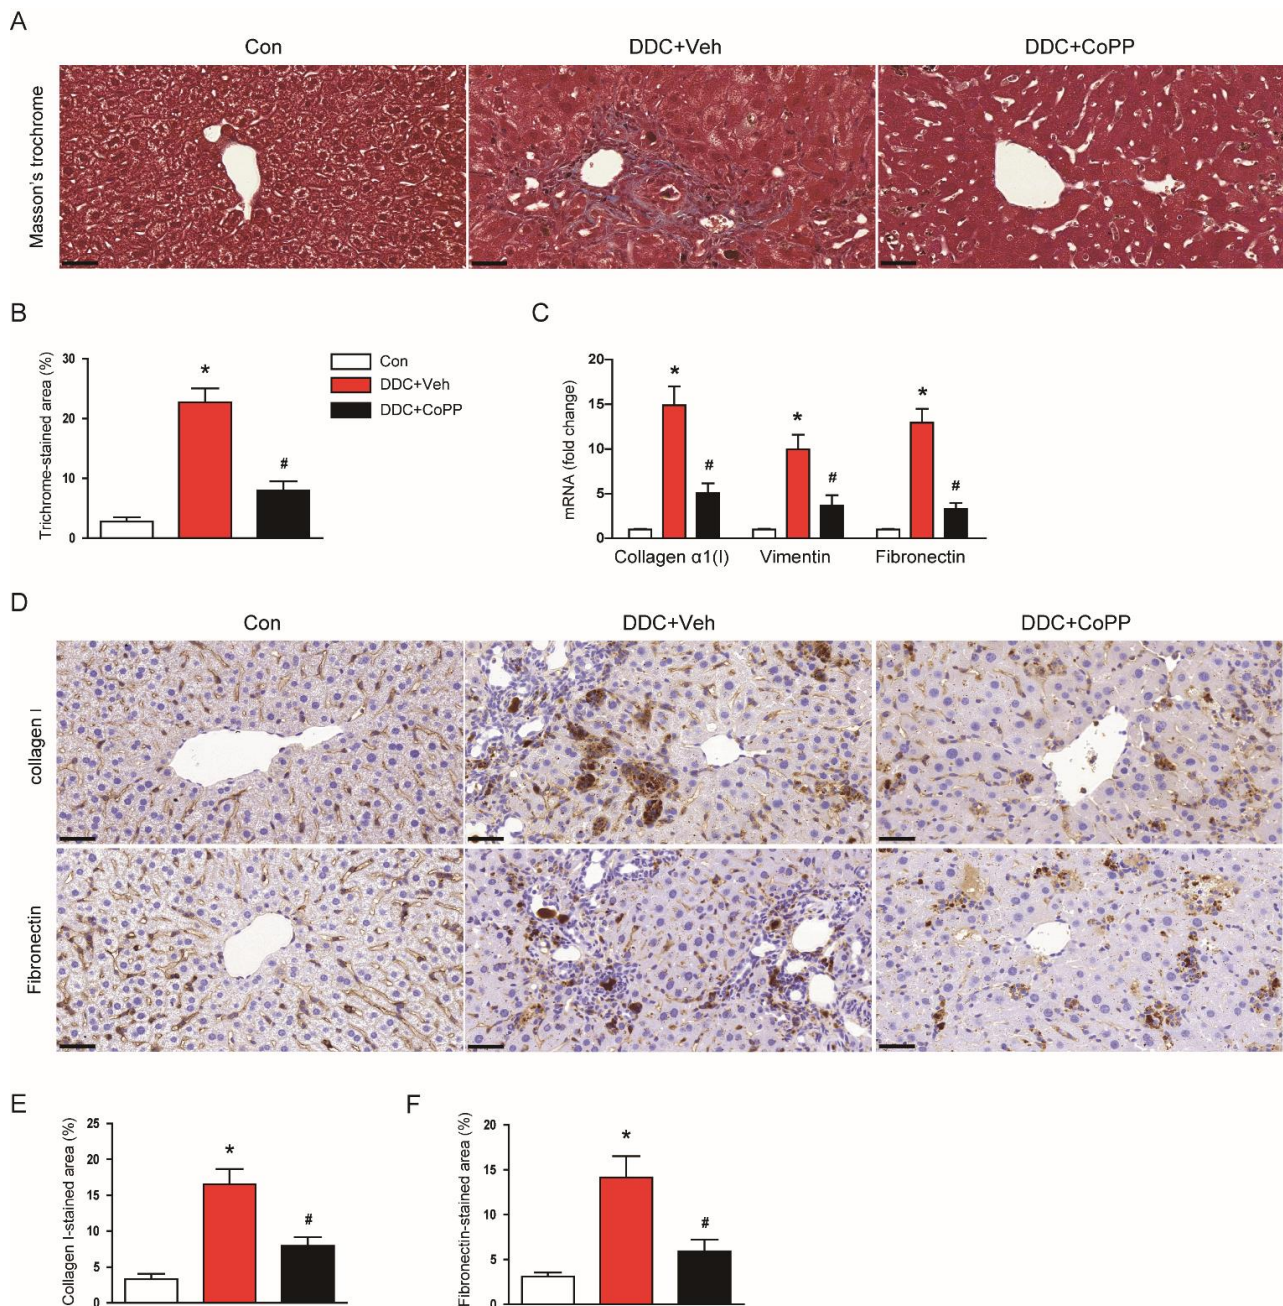 A
Con DDC+Veh DDC+CoPP
Masson's trochrome
B
Trichrome-stained area (%)
30
20
10
0
*
#
Con
DDC+Veh
DDC+CoPP
C
mRNA (fold change)
20
15
10
5
0
* * *
# # #
Collagen α1(I) Vimentin Fibronectin
D
Con DDC+Veh DDC+CoPP
collagen I
Fibronectin
E
Collagen I-stained area (%)
25
20
15
10
5
0
*
#
F
Fibronectin-stained area (%)
20
15
10
5
0
*
#